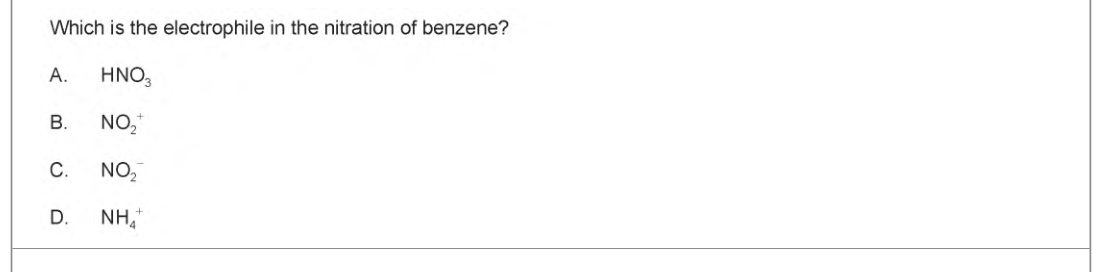 Which is the electrophile in the nitration of benzene?
A. HNO₃
B. NO₂⁺
C. NO₂⁻
D. NH₄⁺